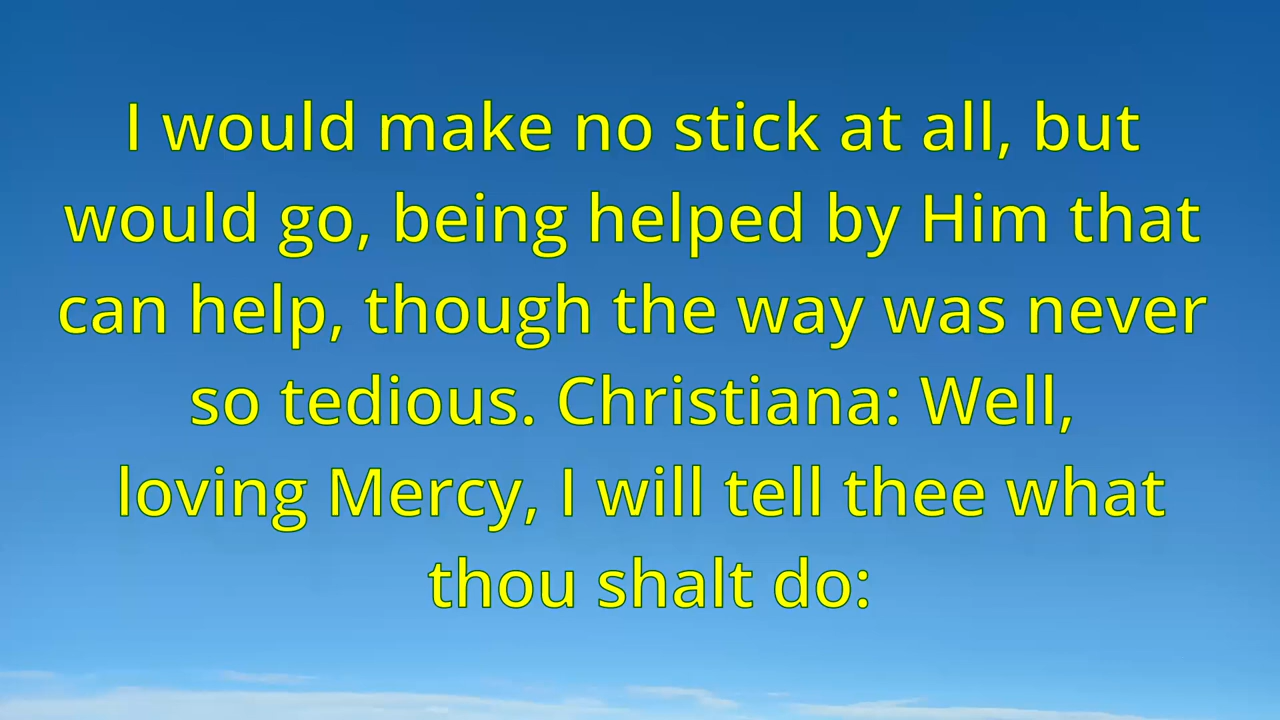 I would make no stick at all, but
would go, being helped by Him that
can help, though the way was never
so tedious. Christiana: Well,
loving Mercy, I will tell thee what
thou shalt do: